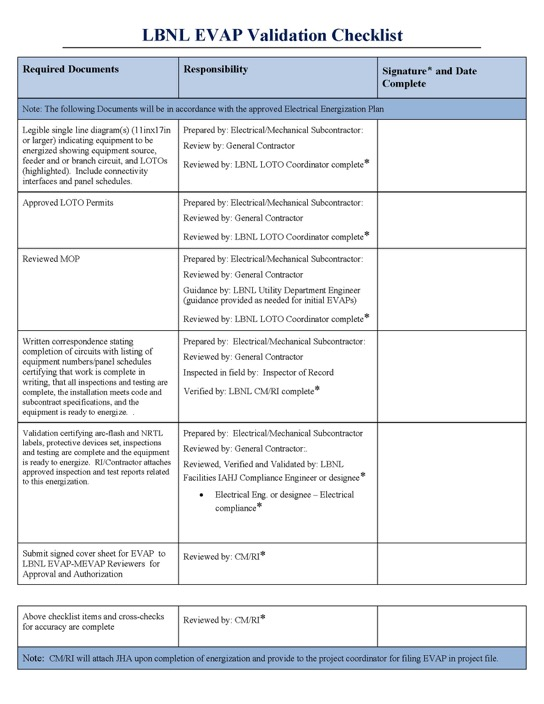 LBNL EVAP Validation Checklist
Required Documents
Responsibility
Signature* and Date
Complete
Note: The following Documents will be in accordance with the approved Electrical Energization Plan
Legible single line diagram(s) (11inx17in
or larger) indicating equipment to be
energized showing equipment source,
feeder and or branch circuit, and LOTOs
(highlighted). Include connectivity
interfaces and panel schedules.
Prepared by: Electrical/Mechanical Subcontractor:
Review by: General Contractor
Reviewed by: LBNL LOTO Coordinator complete*
Approved LOTO Permits
Prepared by: Electrical/Mechanical Subcontractor:
Reviewed by: General Contractor
Reviewed by: LBNL LOTO Coordinator complete*
Reviewed MOP
Prepared by: Electrical/Mechanical Subcontractor:
Reviewed by: General Contractor
Guidance by: LBNL Utility Department Engineer
(guidance provided as needed for initial EVAPs)
Reviewed by: LBNL LOTO Coordinator complete*
Written correspondence stating
completion of circuits with listing of
equipment numbers/panel schedules
certifying that work is complete in
writing, that all inspections and testing are
complete, the installation meets code and
subcontract specifications, and the
equipment is ready to energize. .
Prepared by: Electrical/Mechanical Subcontractor:
Reviewed by: General Contractor
Inspected in field by: Inspector of Record
Verified by: LBNL CM/RI complete*
Validation certifying arc-flash and NRTL
labels, protective devices set, inspections
and testing are complete and the equipment
is ready to energize. RI/Contractor attaches
approved inspection and test reports related
to this energization.
Prepared by: Electrical/Mechanical Subcontractor
Reviewed by: General Contractor:.
Reviewed, Verified and Validated by: LBNL
Facilities IAHJ Compliance Engineer or designee*
• Electrical Eng. or designee – Electrical
compliance*
Submit signed cover sheet for EVAP to
LBNL EVAP-MEVAP Reviewers for
Approval and Authorization
Reviewed by: CM/RI*
Above checklist items and cross-checks
for accuracy are complete
Reviewed by: CM/RI*
Note: CM/RI will attach JHA upon completion of energization and provide to the project coordinator for filing EVAP in project file.